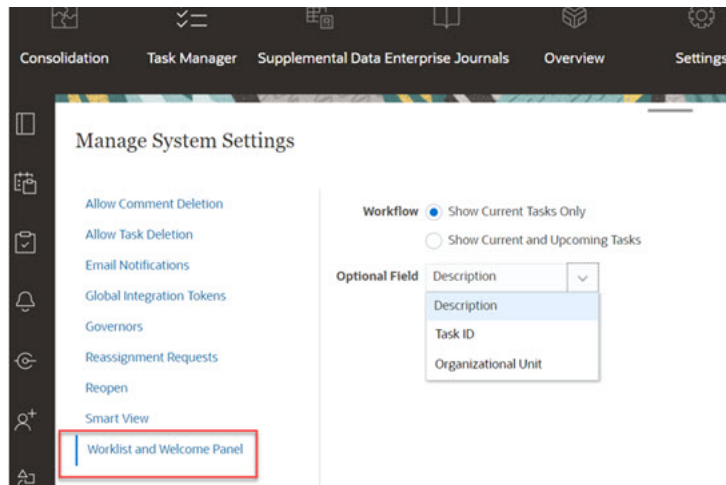 Consolidation Task Manager Supplemental Data Enterprise Journals Overview Settings
Manage System Settings
Allow Comment Deletion
Allow Task Deletion
Email Notifications
Global Integration Tokens
Governors
Reassignment Requests
Reopen
Smart View
Worklist and Welcome Panel
Workflow Show Current Tasks Only
Show Current and Upcoming Tasks
Optional Field Description
Description
Task ID
Organizational Unit